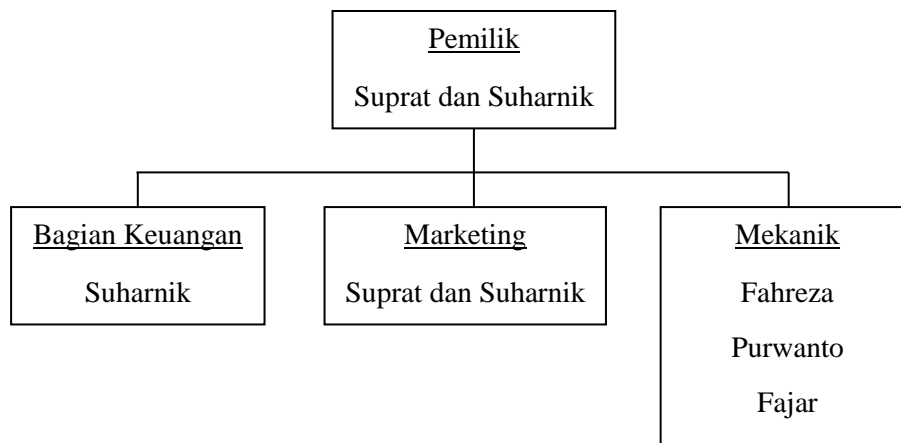 Pemilik
Suprat dan Suharnik
Bagian Keuangan
Suharnik
Marketing
Suprat dan Suharnik
Mekanik
Fahreza
Purwanto
Fajar